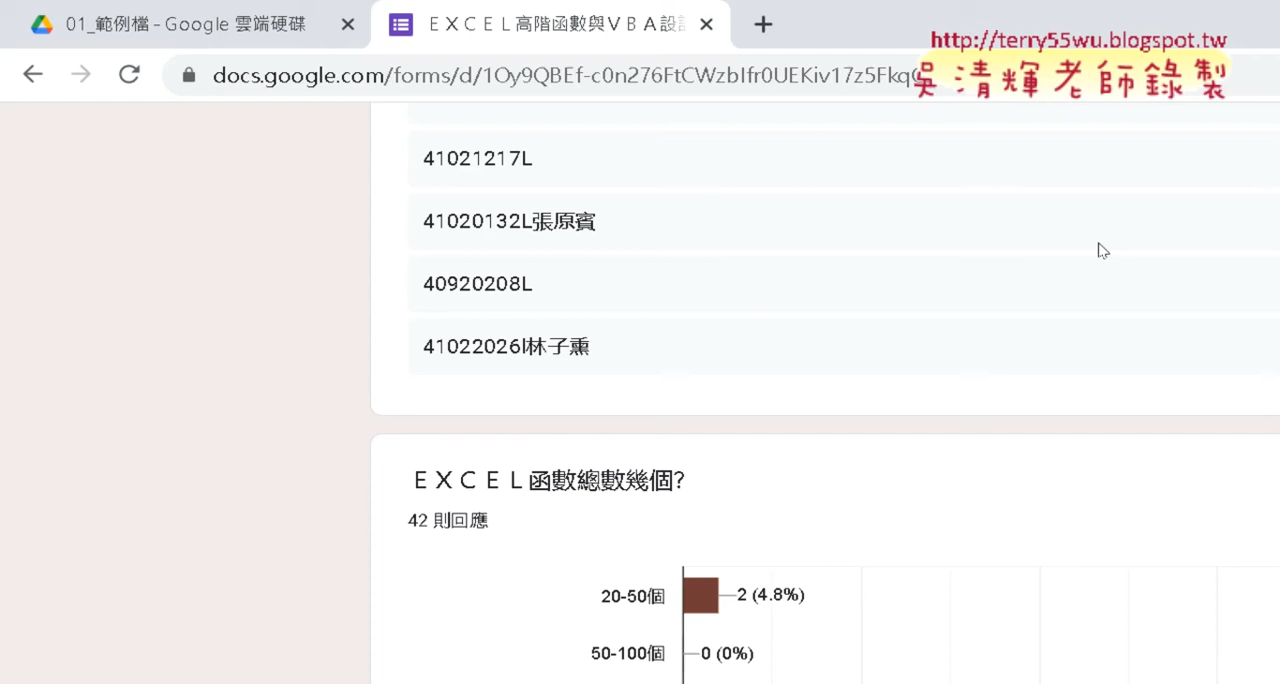 01_範例檔 - Google 雲端硬碟
ＥＸＣＥＬ高階函數與ＶＢＡ設
http://terry55wu.blogspot.tw
吳清輝老師錄製
docs.google.com/forms/d/1Oy9QBEf-c0n276FtCWzbIfr0UEKiv17z5Fkq
41021217L
41020132L張原賓
40920208L
41022026l林子熏
ＥＸＣＥＬ函數總數幾個?
42 則回應
20-50個
2 (4.8%)
50-100個
0 (0%)